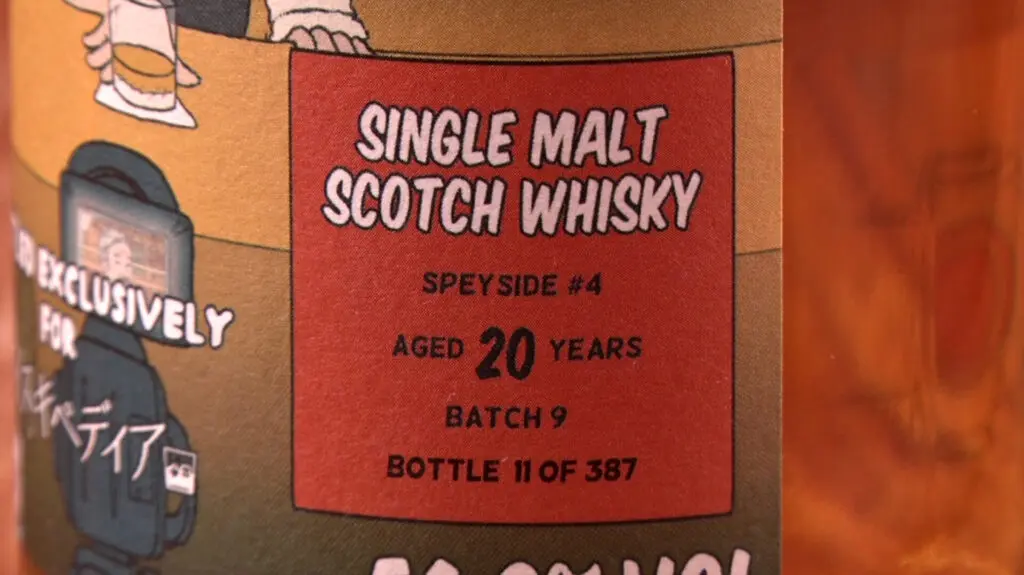 SINGLE MALT
SCOTCH WHISKY
SPEYSIDE #4
AGED 20 YEARS
BATCH 9
BOTTLE 11 OF 387
EXCLUSIVELY
FOR
キペディア